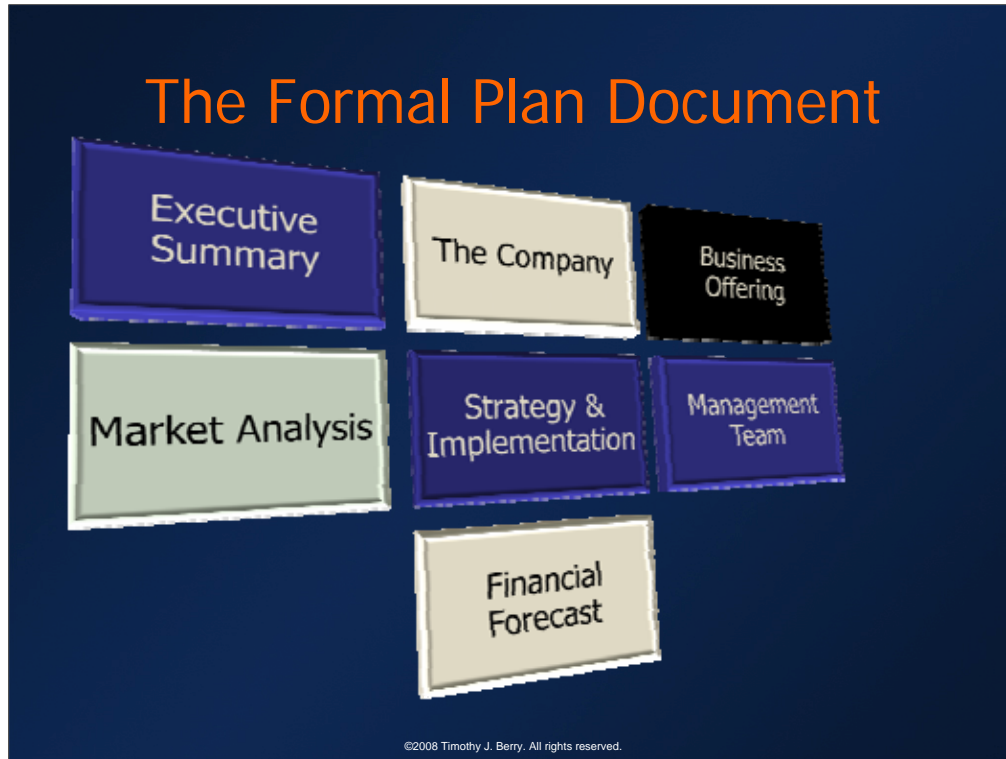 The Formal Plan Document
Executive
Summary
The Company
Business
Offering
Market Analysis
Strategy &
Implementation
Management
Team
Financial
Forecast
©2008 Timothy J. Berry. All rights reserved.